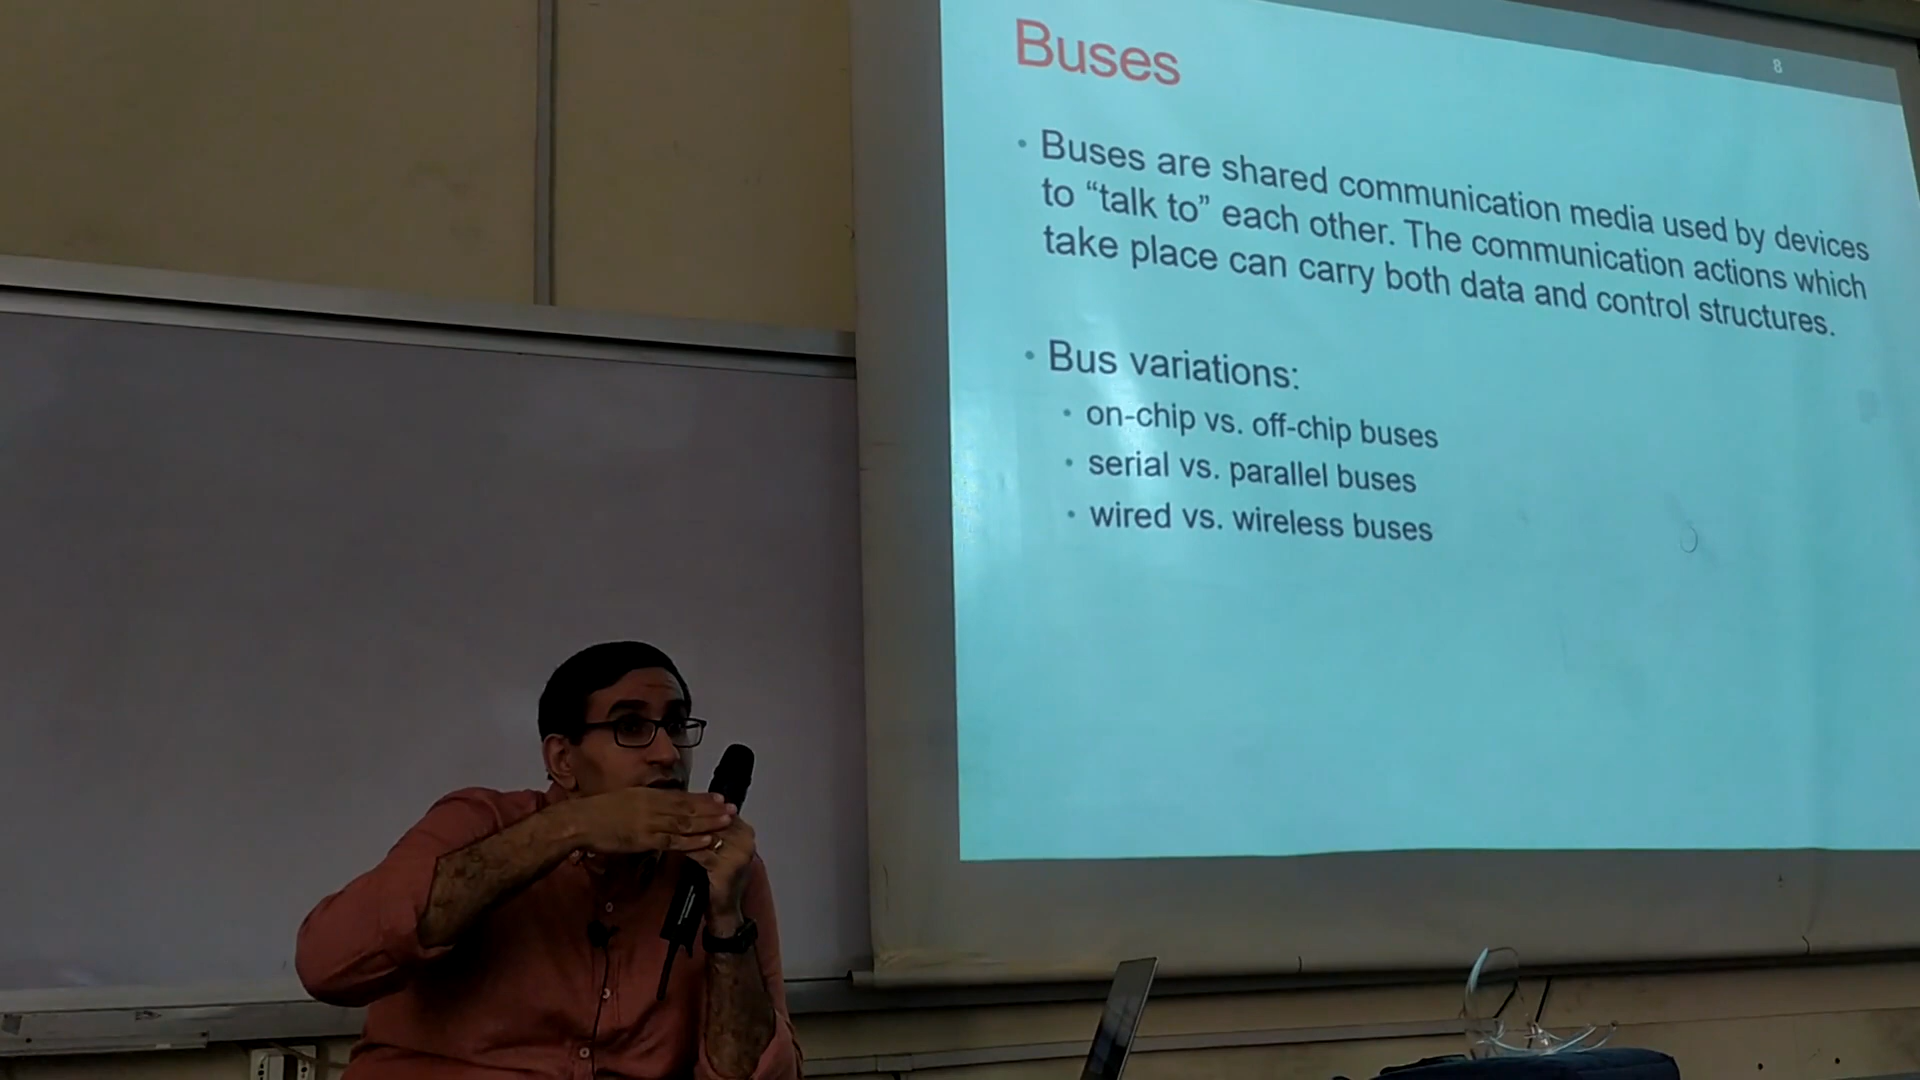 8
Buses
• Buses are shared communication media used by devices
to “talk to” each other. The communication actions which
take place can carry both data and control structures.
• Bus variations:
• on-chip vs. off-chip buses
• serial vs. parallel buses
• wired vs. wireless buses